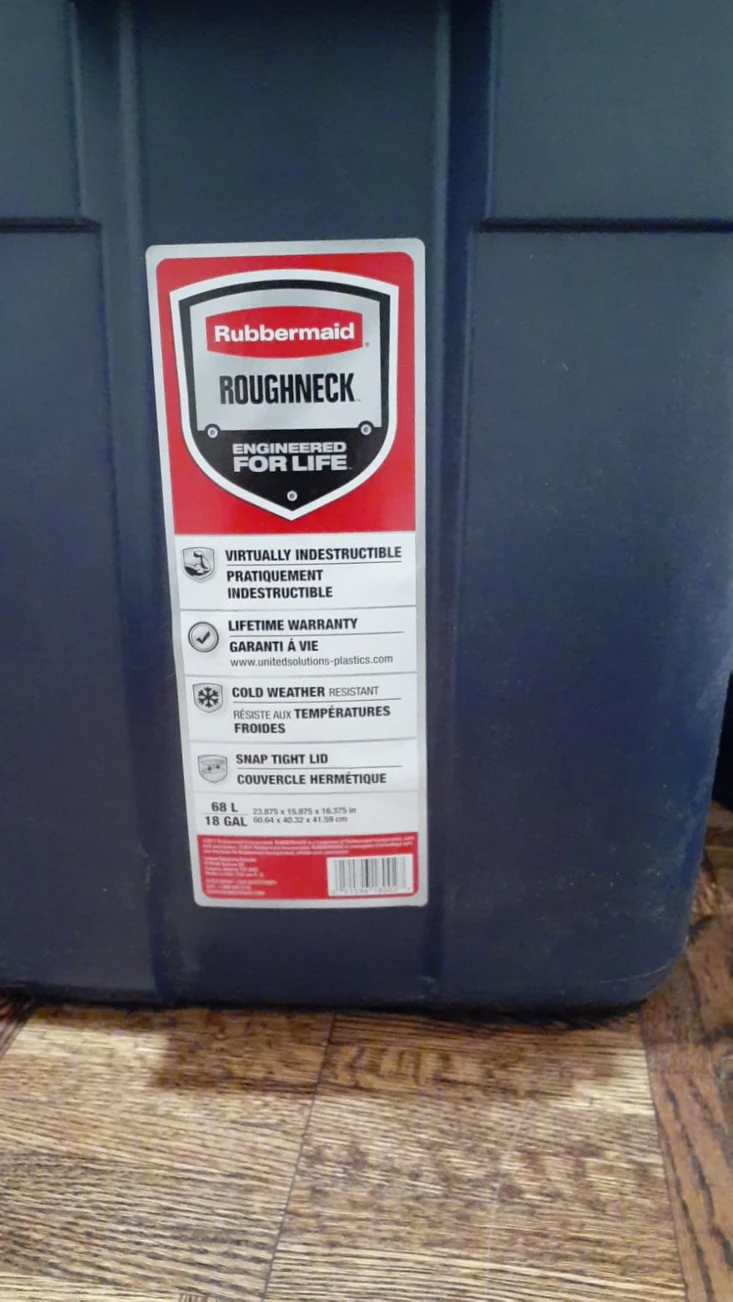 Rubbermaid®
ROUGHNECK™
ENGINEERED
FOR LIFE™
VIRTUALLY INDESTRUCTIBLE
PRATIQUEMENT
INDESTRUCTIBLE
LIFETIME WARRANTY
GARANTI À VIE
www.unitedsolutions-plastics.com
COLD WEATHER RESISTANT
RÉSISTE AUX TEMPÉRATURES
FROIDES
SNAP TIGHT LID
COUVERCLE HERMÉTIQUE
68 L
18 GAL
23.875 x 15.875 x 16.375 in
60.64 x 40.32 x 41.59 cm